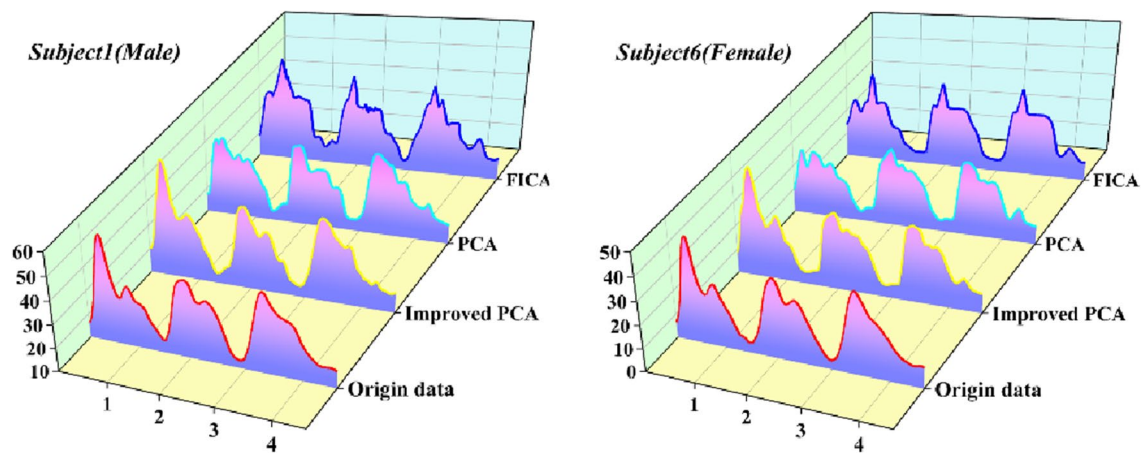 Subject1(Male)
FICA
PCA
Improved PCA
Origin data
60
50
40
30
20
10
1
2
3
4
Subject6(Female)
FICA
PCA
Improved PCA
Origin data
50
40
30
20
10
0
1
2
3
4